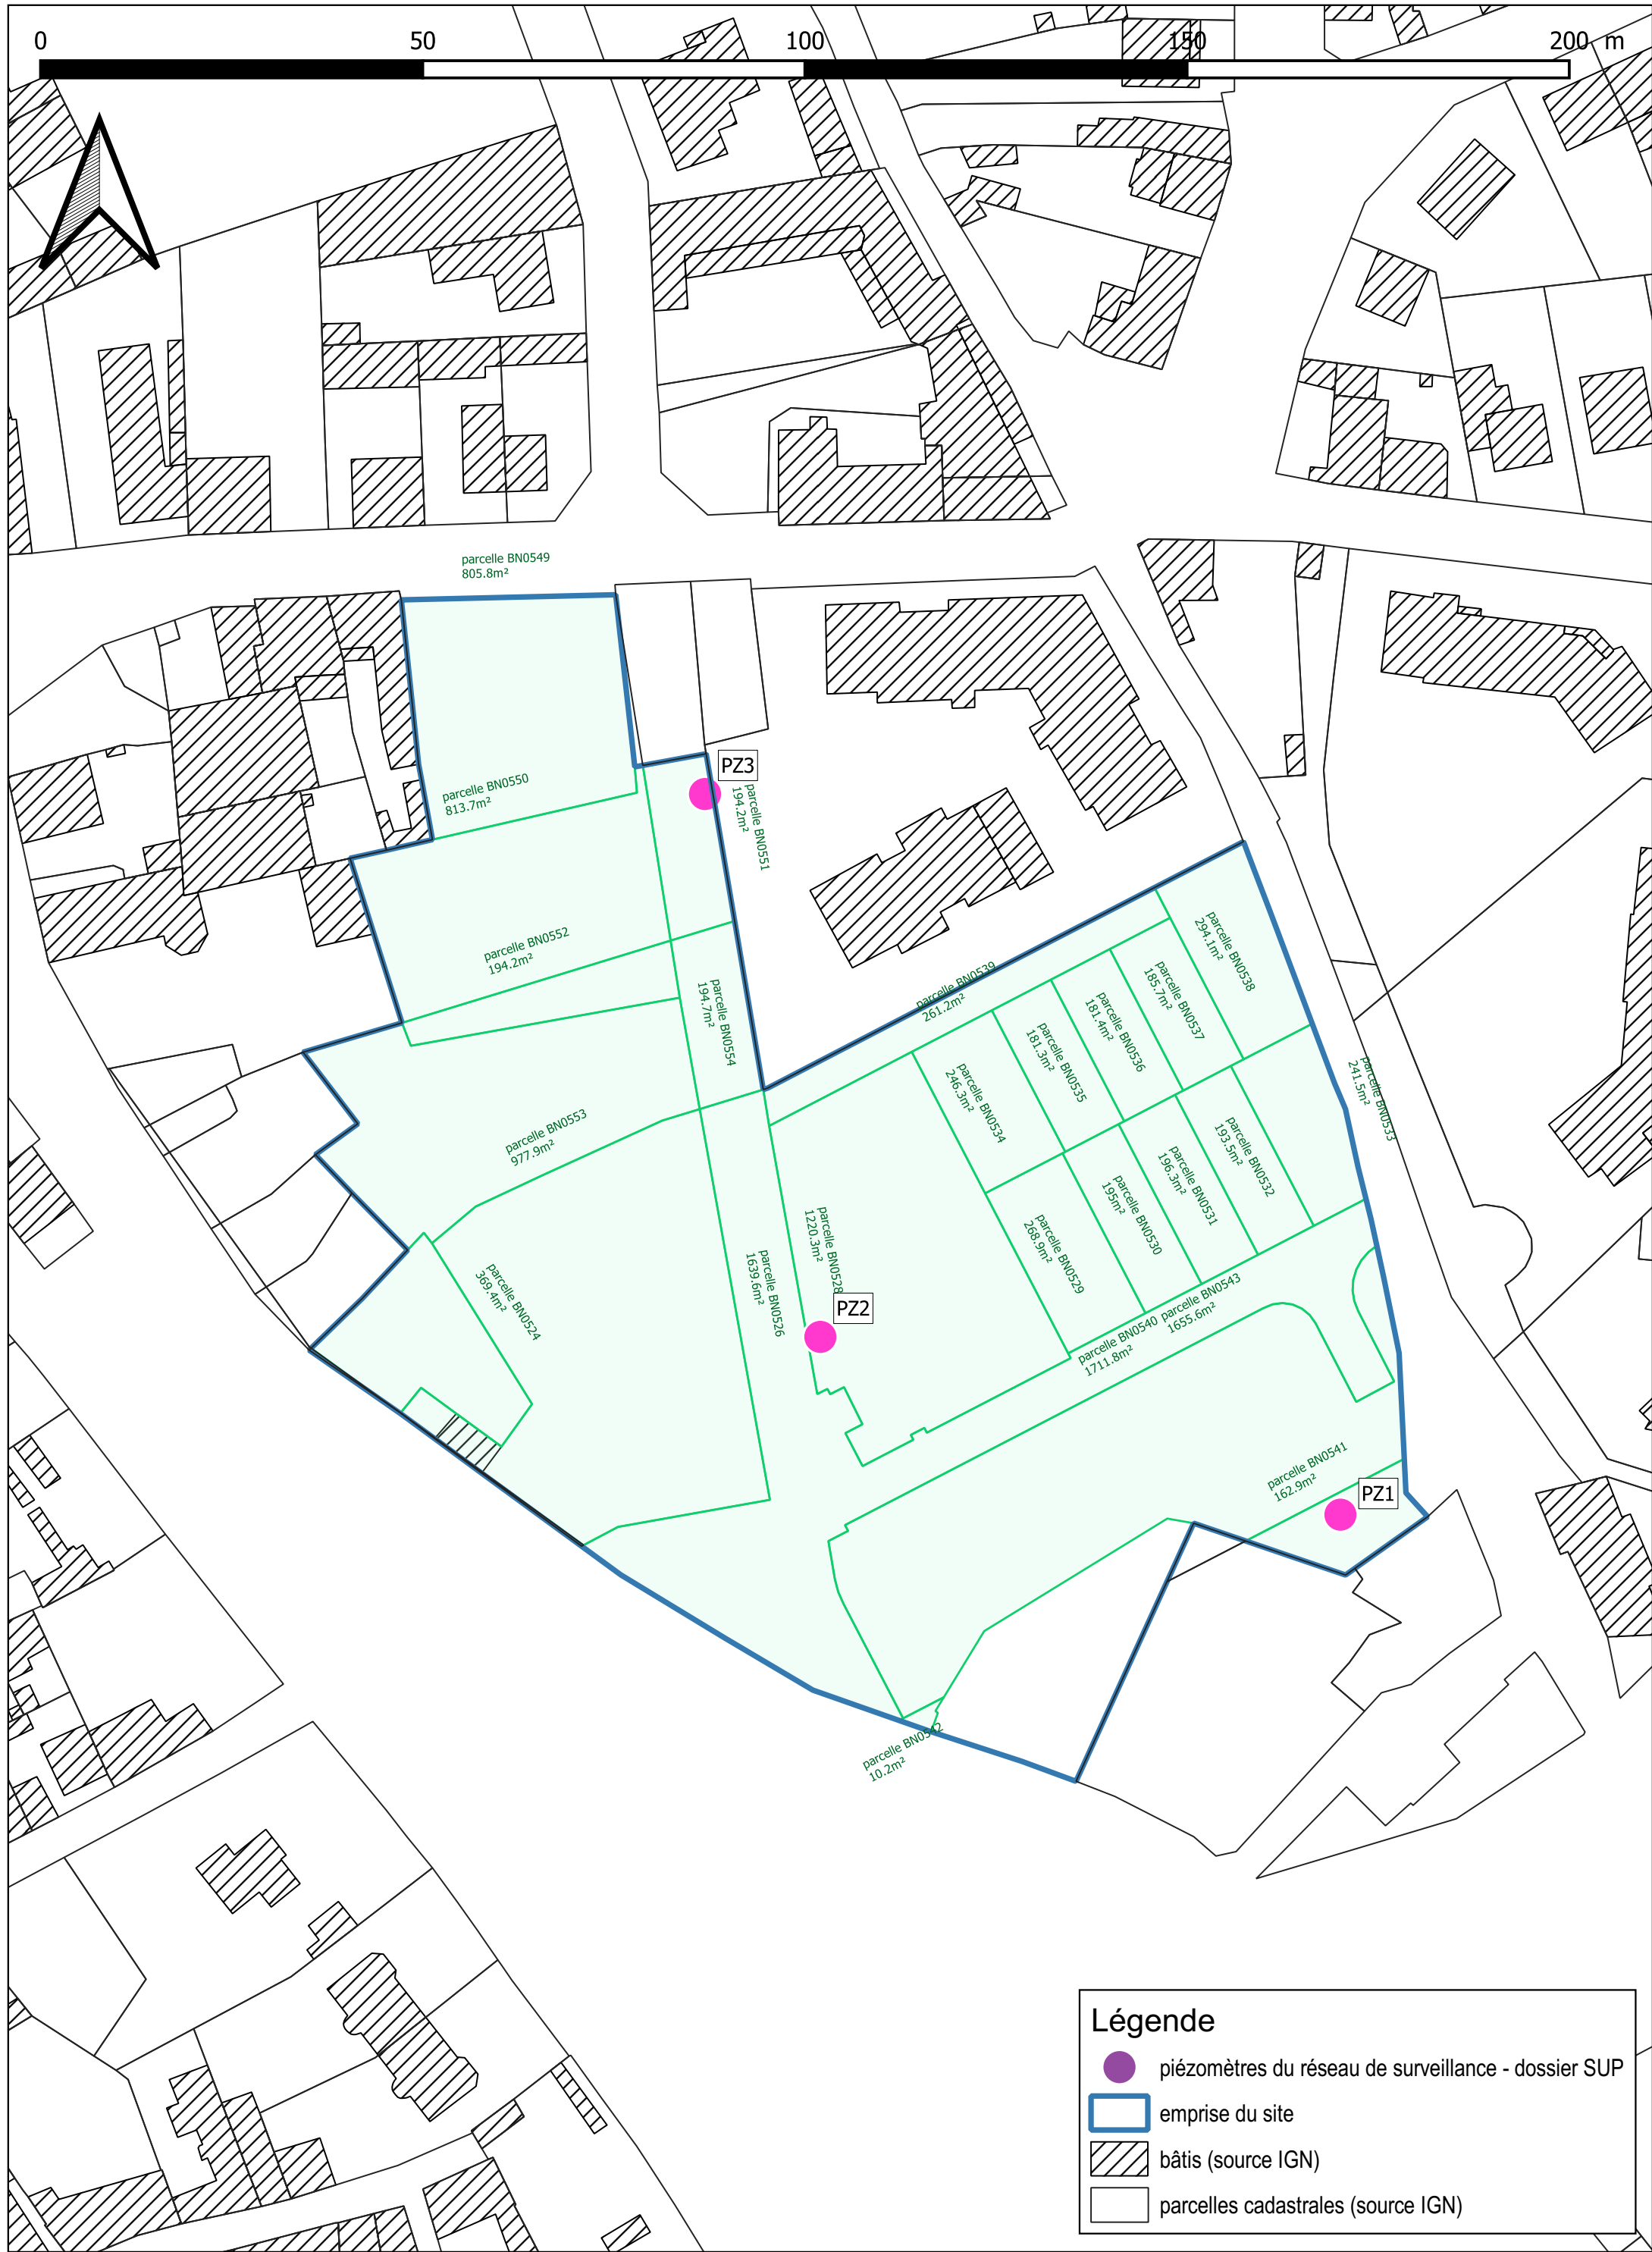 0 50 100 150 200 m
parcelle BN0549
805.8m²
PZ3
parcelle BN0550
813.7m²
parcelle BN0551
194.2m²
parcelle BN0538
294.1m²
parcelle BN0552
194.2m²
parcelle BN0539
261.2m²
parcelle BN0537
185.7m²
parcelle BN0536
181.4m²
parcelle BN0535
181.3m²
parcelle BN0554
194.7m²
parcelle BN0534
246.3m²
parcelle BN0533
241.5m²
parcelle BN0553
977.9m²
parcelle BN0532
193.5m²
parcelle BN0531
196.3m²
parcelle BN0530
195m²
parcelle BN0529
268.9m²
parcelle BN0528
1220.3m²
parcelle BN0526
1639.6m²
parcelle BN0524
369.4m²
PZ2
parcelle BN0543
1655.6m²
parcelle BN0540
1711.8m²
parcelle BN0541
162.9m²
PZ1
parcelle BN0542
10.2m²
Légende
piézomètres du réseau de surveillance - dossier SUP
emprise du site
bâtis (source IGN)
parcelles cadastrales (source IGN)